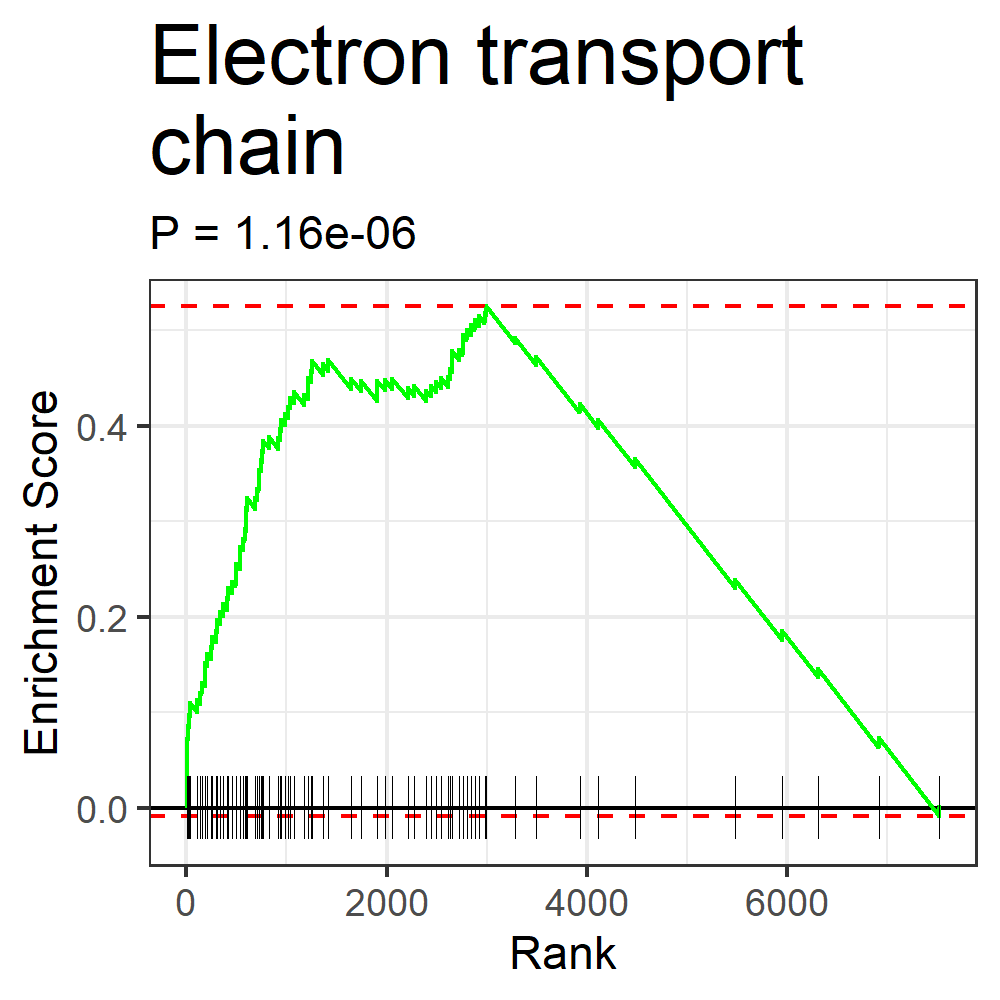 Electron transport
chain
P = 1.16e-06
Enrichment Score
0.4
0.2
0.0
0 2000 4000 6000
Rank